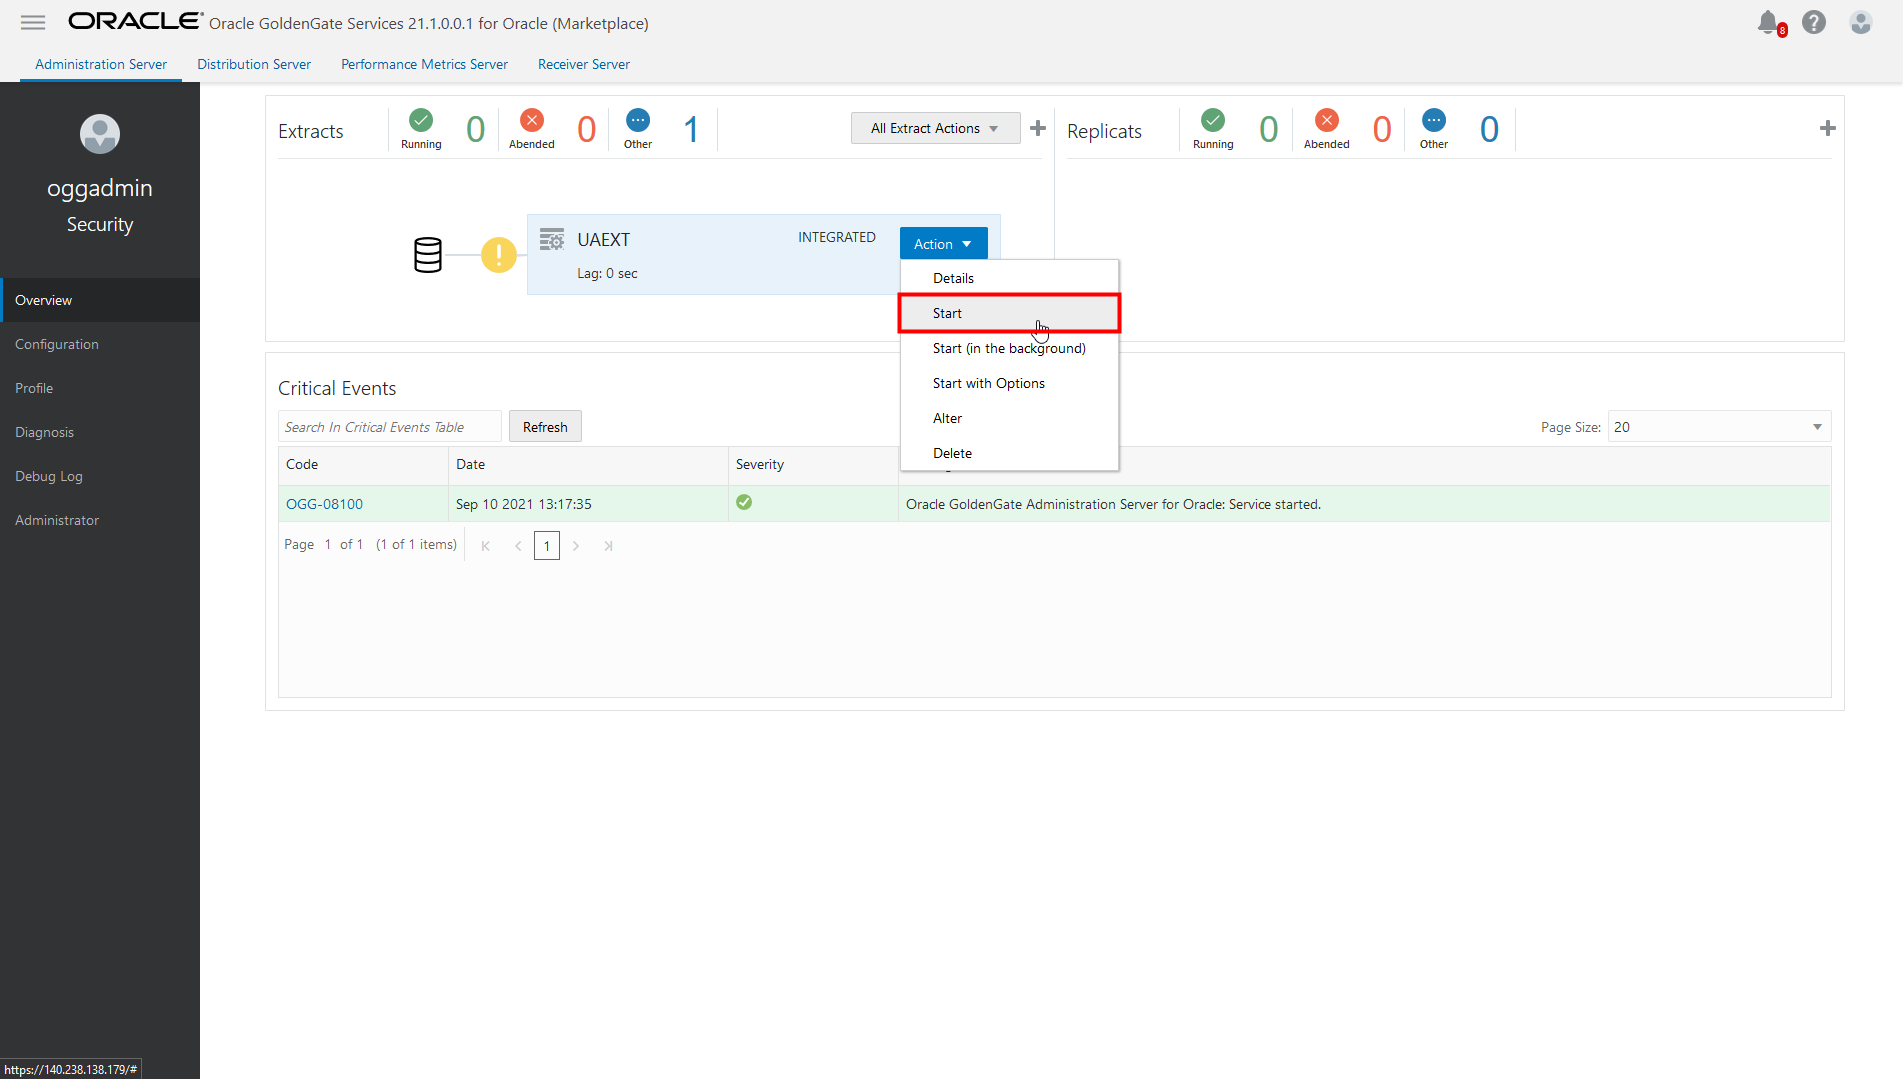 ORACLE Oracle GoldenGate Services 21.1.0.0.1 for Oracle (Marketplace)
8
?
Administration Server
Distribution Server
Performance Metrics Server
Receiver Server
oggadmin
Security
Overview
Configuration
Profile
Diagnosis
Debug Log
Administrator
Extracts
Running
0
Abended
0
Other
1
All Extract Actions
Replicats
Running
0
Abended
0
Other
0
UAEXT
INTEGRATED
Lag: 0 sec
Action
Details
Start
Start (in the background)
Start with Options
Alter
Delete
Critical Events
Search In Critical Events Table
Refresh
Page Size: 20
Code
Date
Severity
OGG-08100
Sep 10 2021 13:17:35
Oracle GoldenGate Administration Server for Oracle: Service started.
Page 1 of 1 (1 of 1 items)
1
https://140.238.138.179/#